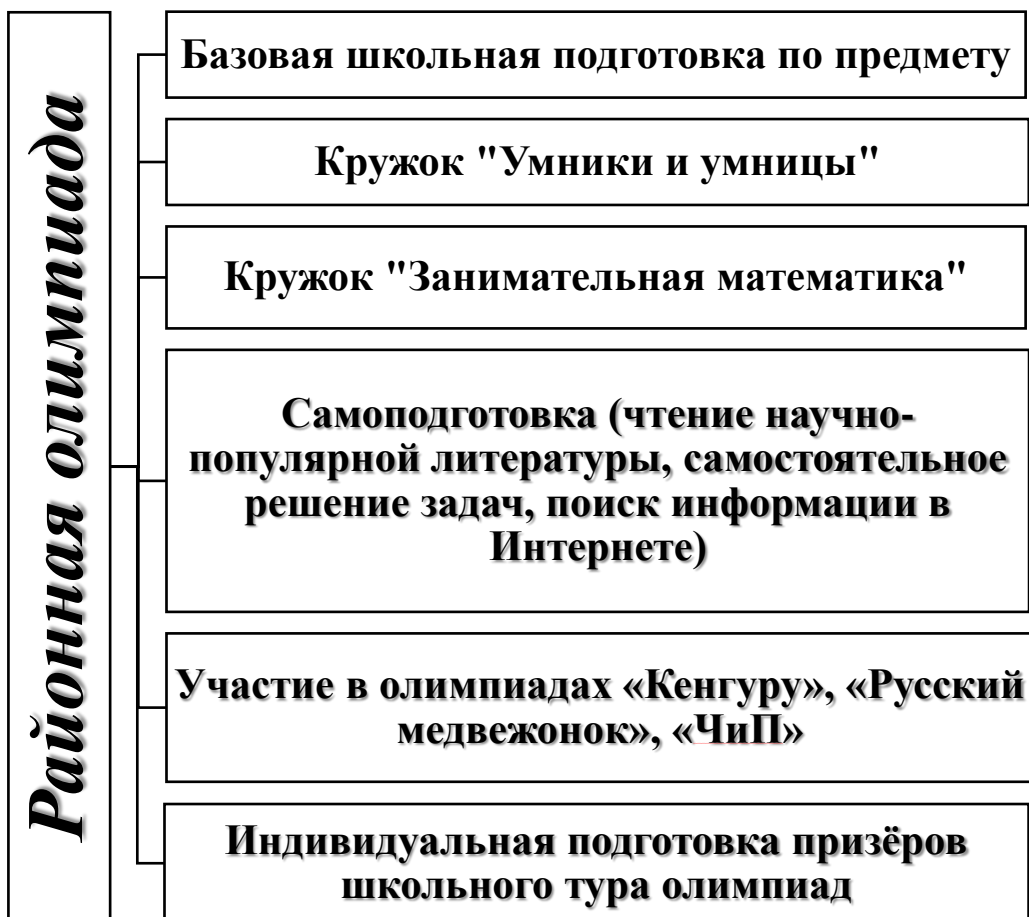 Районная олимпиада
Базовая школьная подготовка по предмету
Кружок "Умники и умницы"
Кружок "Занимательная математика"
Самоподготовка (чтение научно-
популярной литературы, самостоятельное
решение задач, поиск информации в
Интернете)
Участие в олимпиадах «Кенгуру», «Русский
медвежонок», «ЧиП»
Индивидуальная подготовка призёров
школьного тура олимпиад